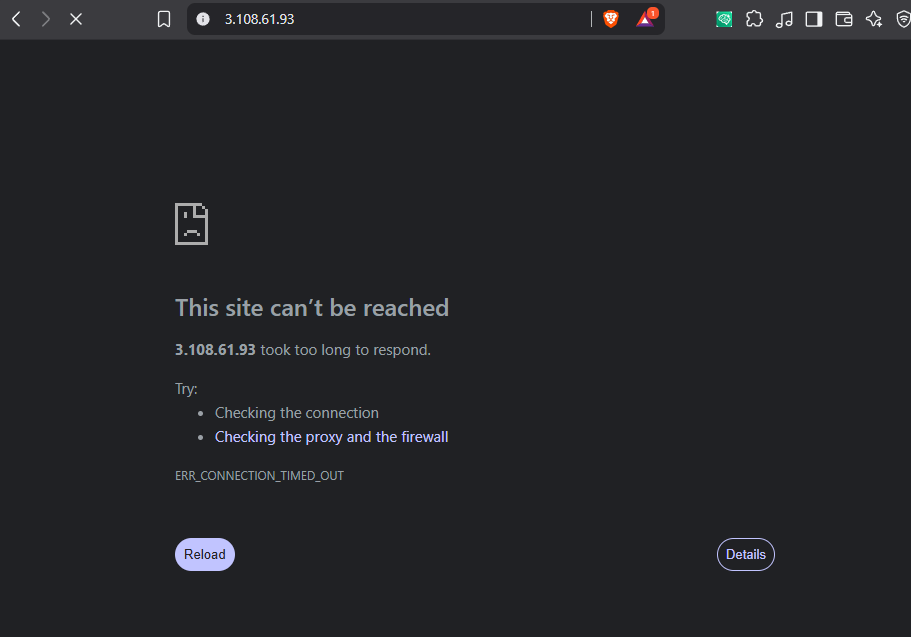 3.108.61.93
1
This site can’t be reached
3.108.61.93 took too long to respond.
Try:
• Checking the connection
• Checking the proxy and the firewall
ERR_CONNECTION_TIMED_OUT
Reload
Details